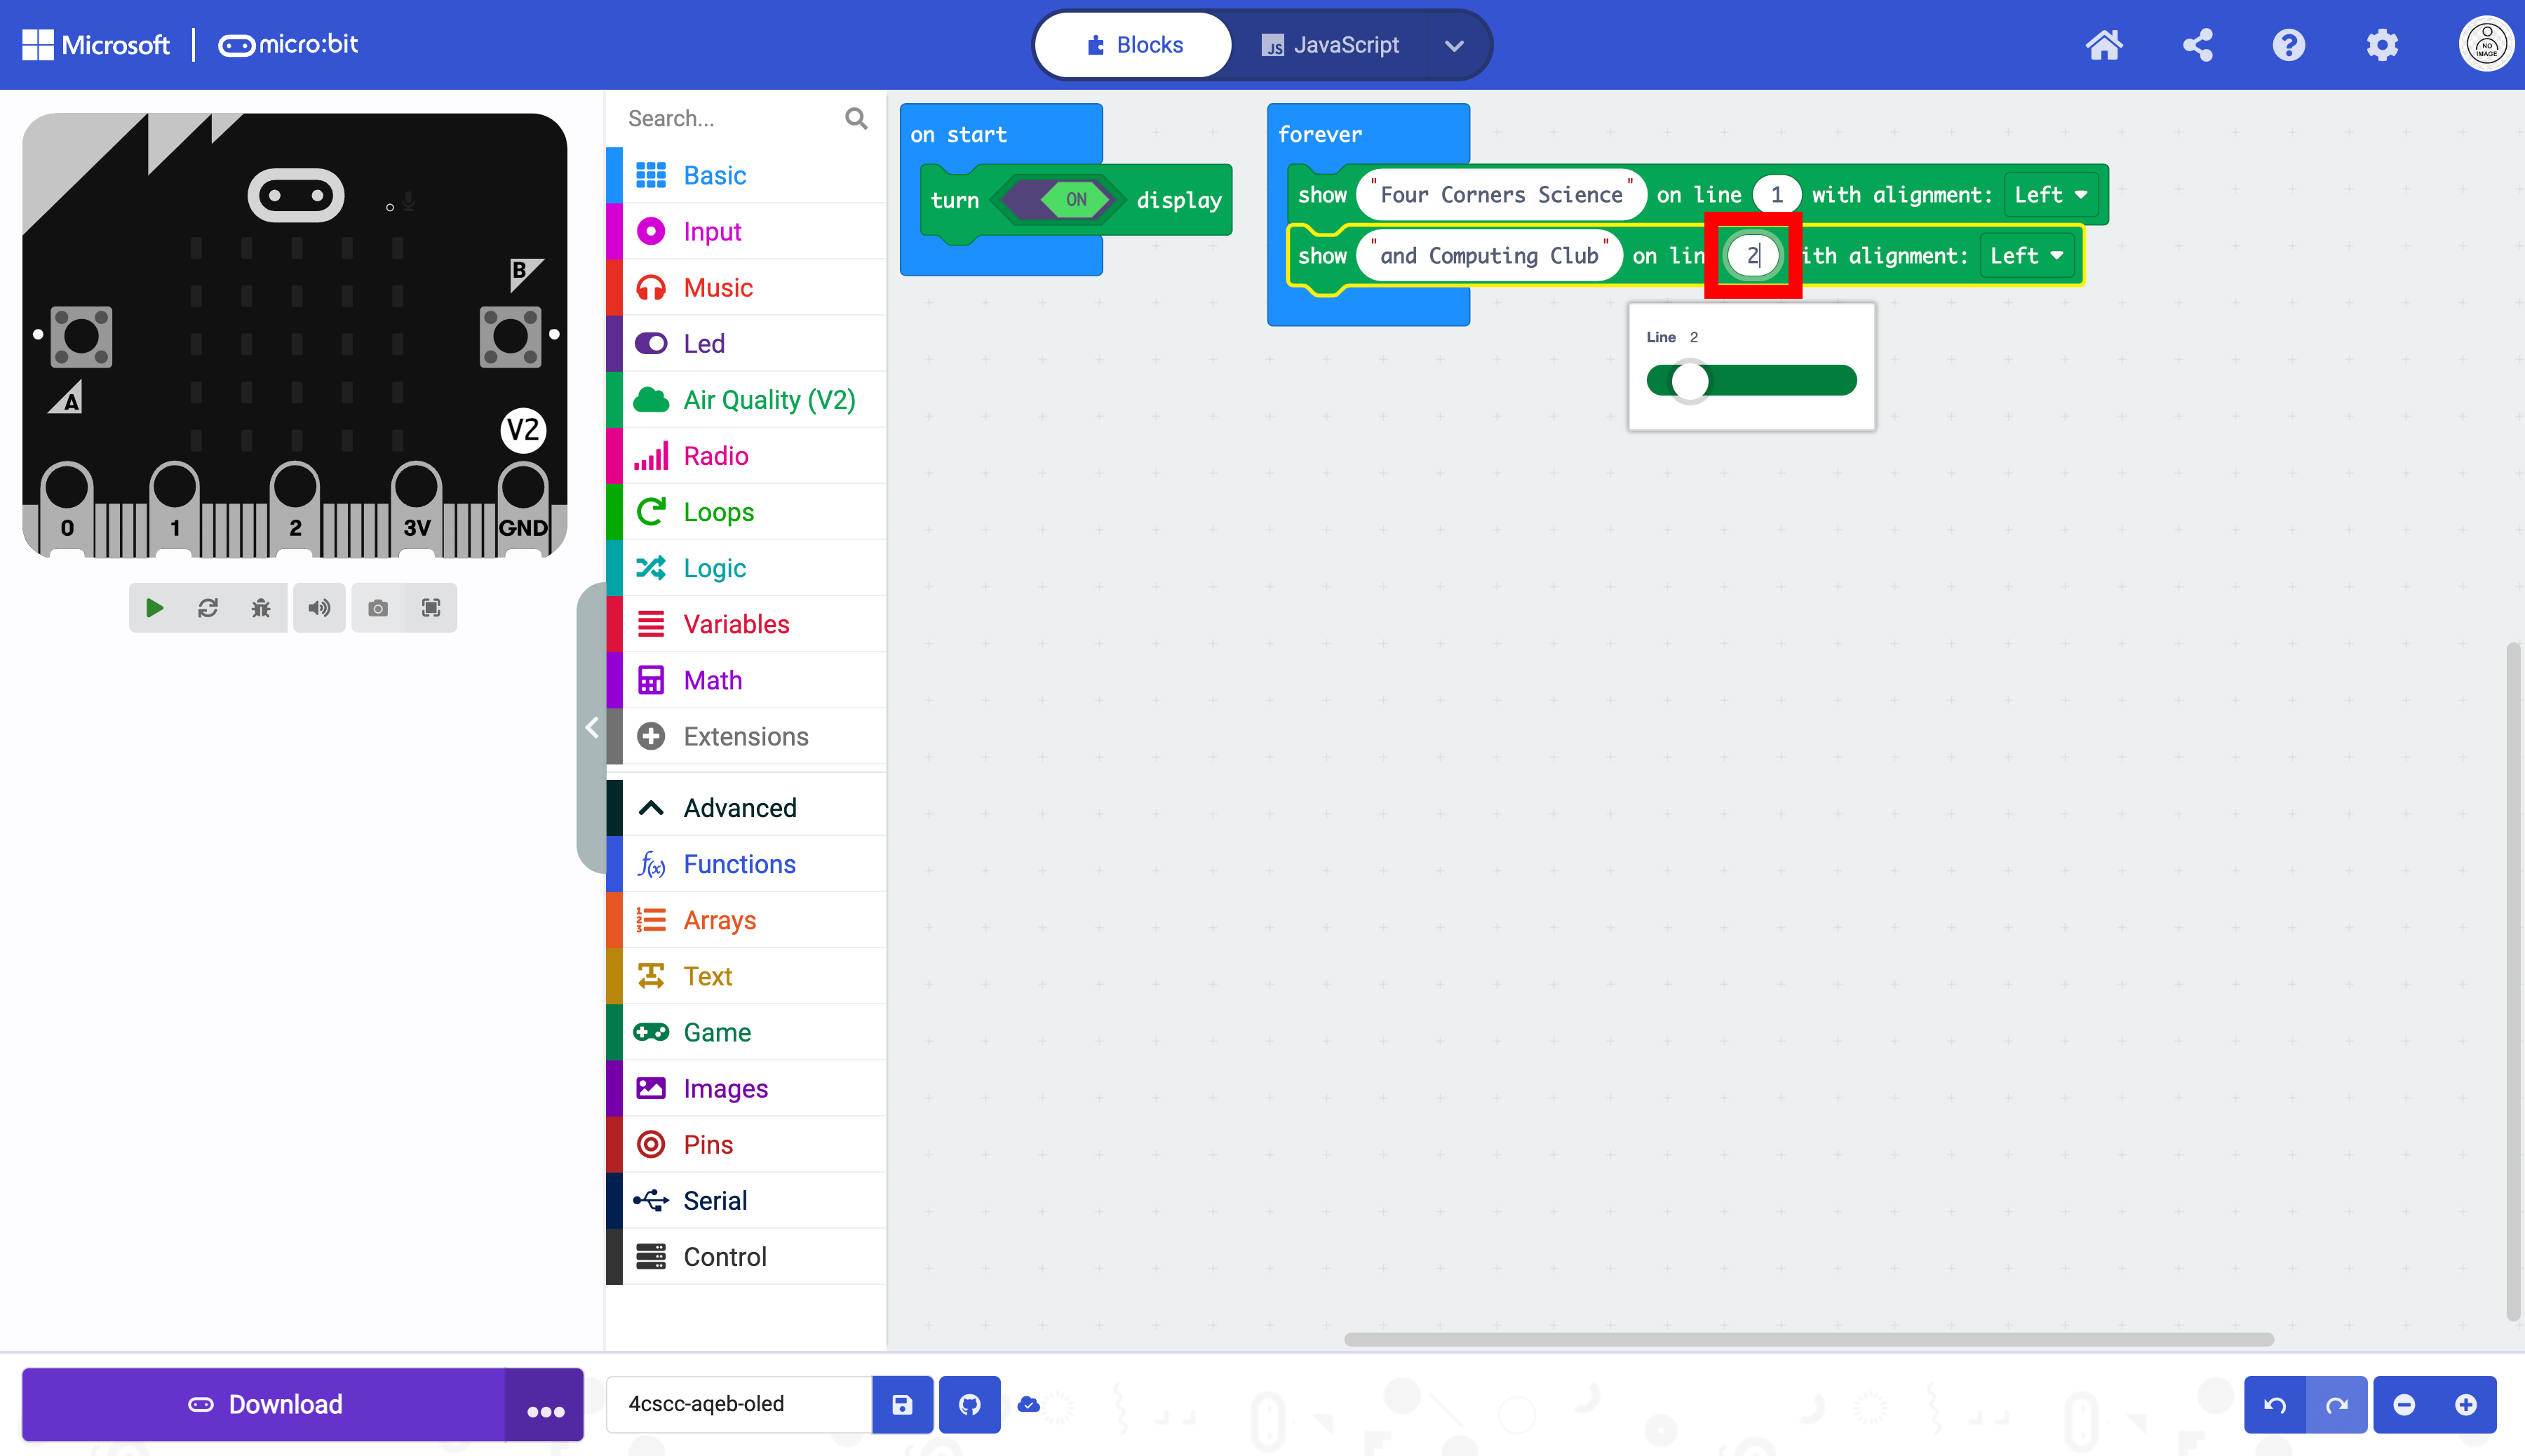 Microsoft
micro:bit
Blocks
JS JavaScript
NO
IMAGE
B
A
V2
0
1
2
3V
GND
Search...
Basic
Input
Music
Led
Air Quality (V2)
Radio
Loops
Logic
Variables
Math
Extensions
Advanced
f(x) Functions
Arrays
Text
Game
Images
Pins
Serial
Control
on start
turn ON display
forever
show "Four Corners Science" on line 1 with alignment: Left
show "and Computing Club" on lin 2 ith alignment: Left
Line 2
Download
4cscc-aqeb-oled